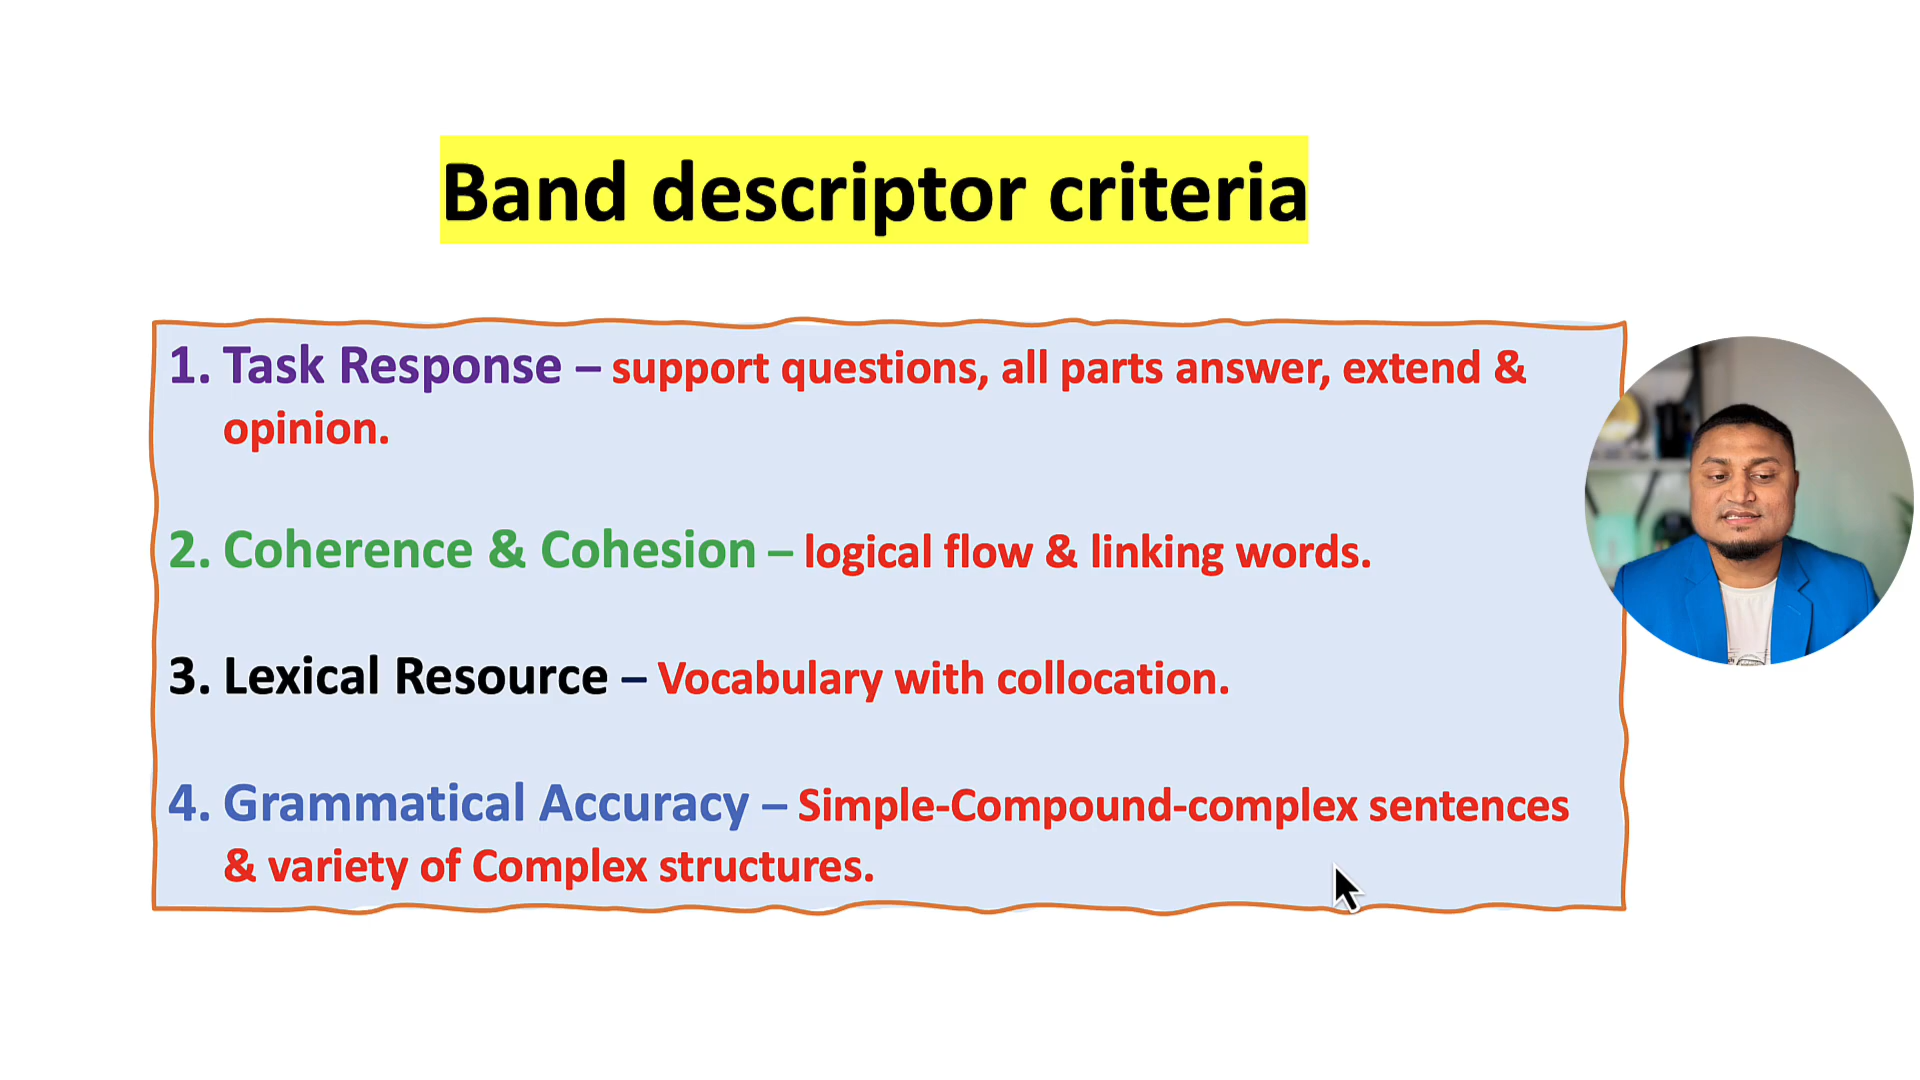 Band descriptor criteria
1. Task Response – support questions, all parts answer, extend &
opinion.
2. Coherence & Cohesion – logical flow & linking words.
3. Lexical Resource – Vocabulary with collocation.
4. Grammatical Accuracy – Simple-Compound-complex sentences
& variety of Complex structures.